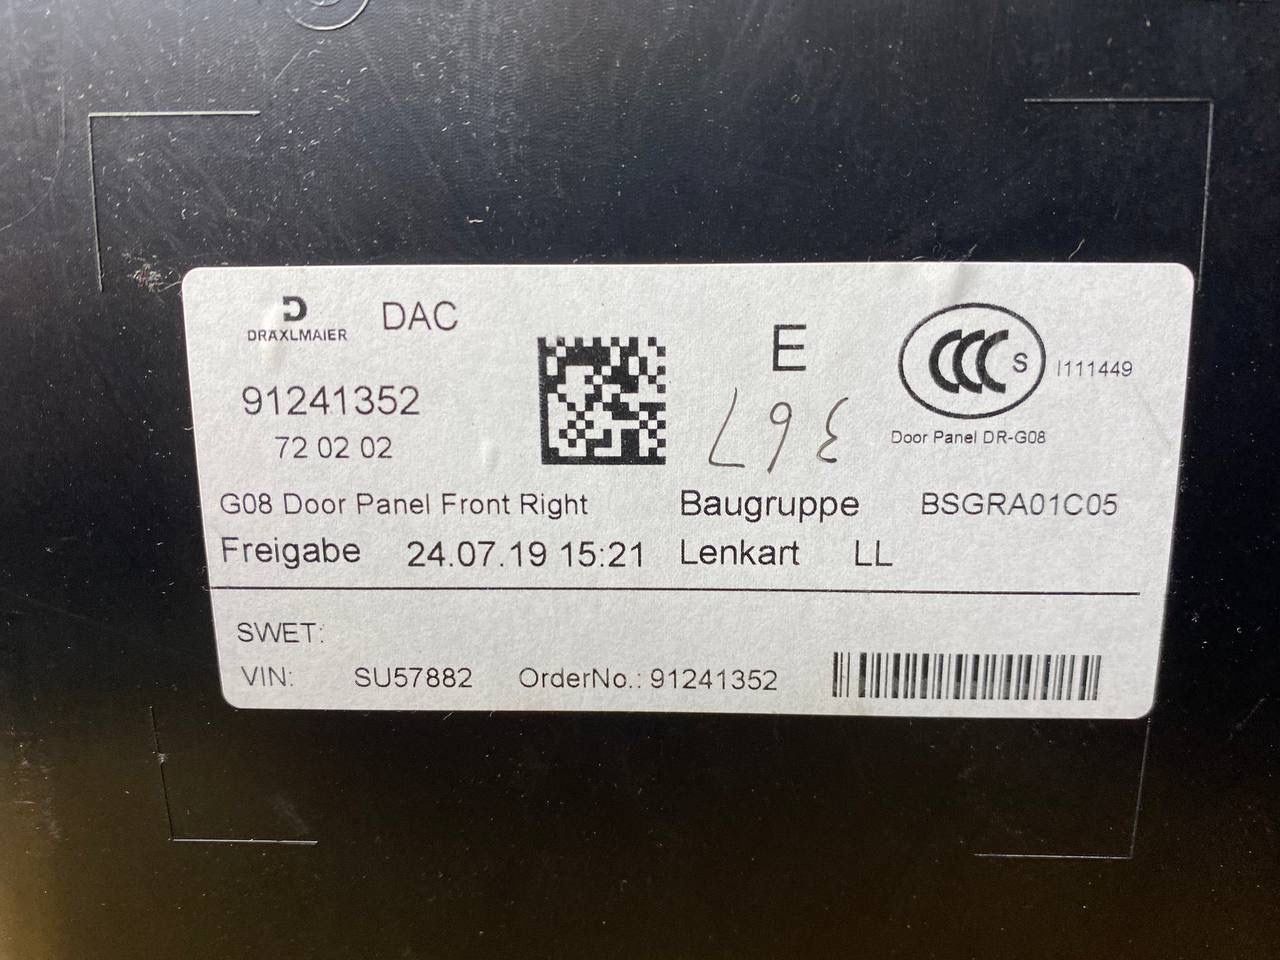 DRÄXLMAIER DAC
91241352
72 02 02
E
S I111449
Door Panel DR-G08
G08 Door Panel Front Right Baugruppe BSGRA01C05
Freigabe 24.07.19 15:21 Lenkart LL
SWET:
VIN: SU57882 OrderNo.: 91241352